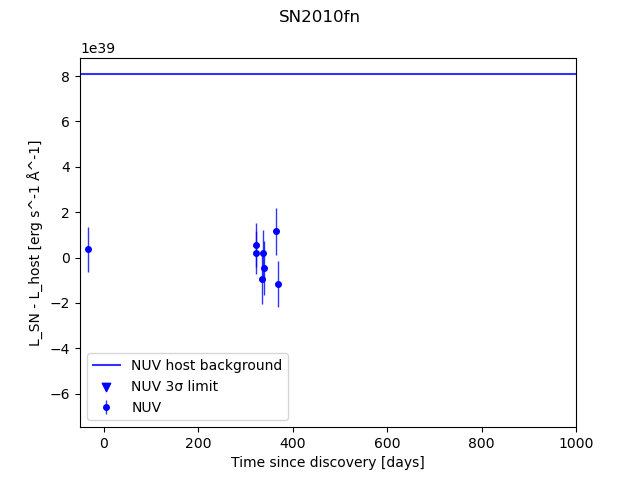 SN2010fn
1e39
L_SN - L_host [erg s^-1 Å^-1]
8
6
4
2
0
−2
−4
−6
NUV host background
NUV 3σ limit
NUV
0 200 400 600 800 1000
Time since discovery [days]